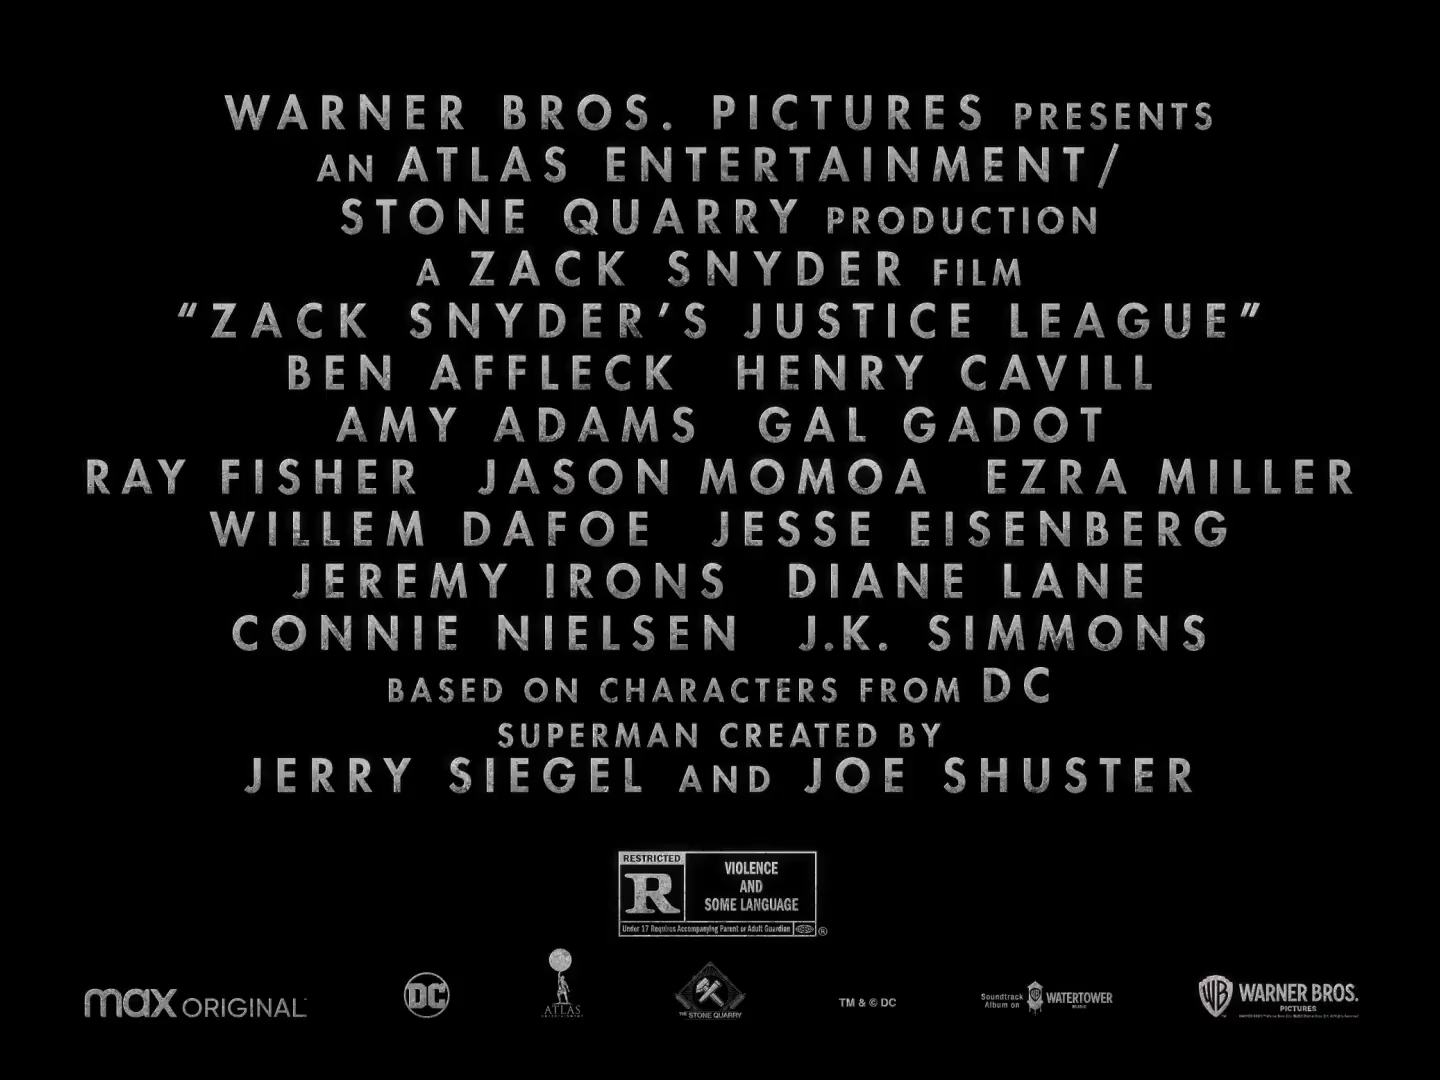 WARNER BROS. PICTURES PRESENTS
AN ATLAS ENTERTAINMENT/
STONE QUARRY PRODUCTION
A ZACK SNYDER FILM
“ZACK SNYDER’S JUSTICE LEAGUE”
BEN AFFLECK HENRY CAVILL
AMY ADAMS GAL GADOT
RAY FISHER JASON MOMOA EZRA MILLER
WILLEM DAFOE JESSE EISENBERG
JEREMY IRONS DIANE LANE
CONNIE NIELSEN J.K. SIMMONS
BASED ON CHARACTERS FROM DC
SUPERMAN CREATED BY
JERRY SIEGEL AND JOE SHUSTER
RESTRICTED
R
VIOLENCE
AND
SOME LANGUAGE
Under 17 Requires Accompanying Parent or Adult Guardian ®
max ORIGINAL
DC
ATLAS
ENTERTAINMENT
THE STONE QUARRY
TM & © DC
Soundtrack
Album on
WATERTOWER
MUSIC
WB WARNER BROS.
PICTURES